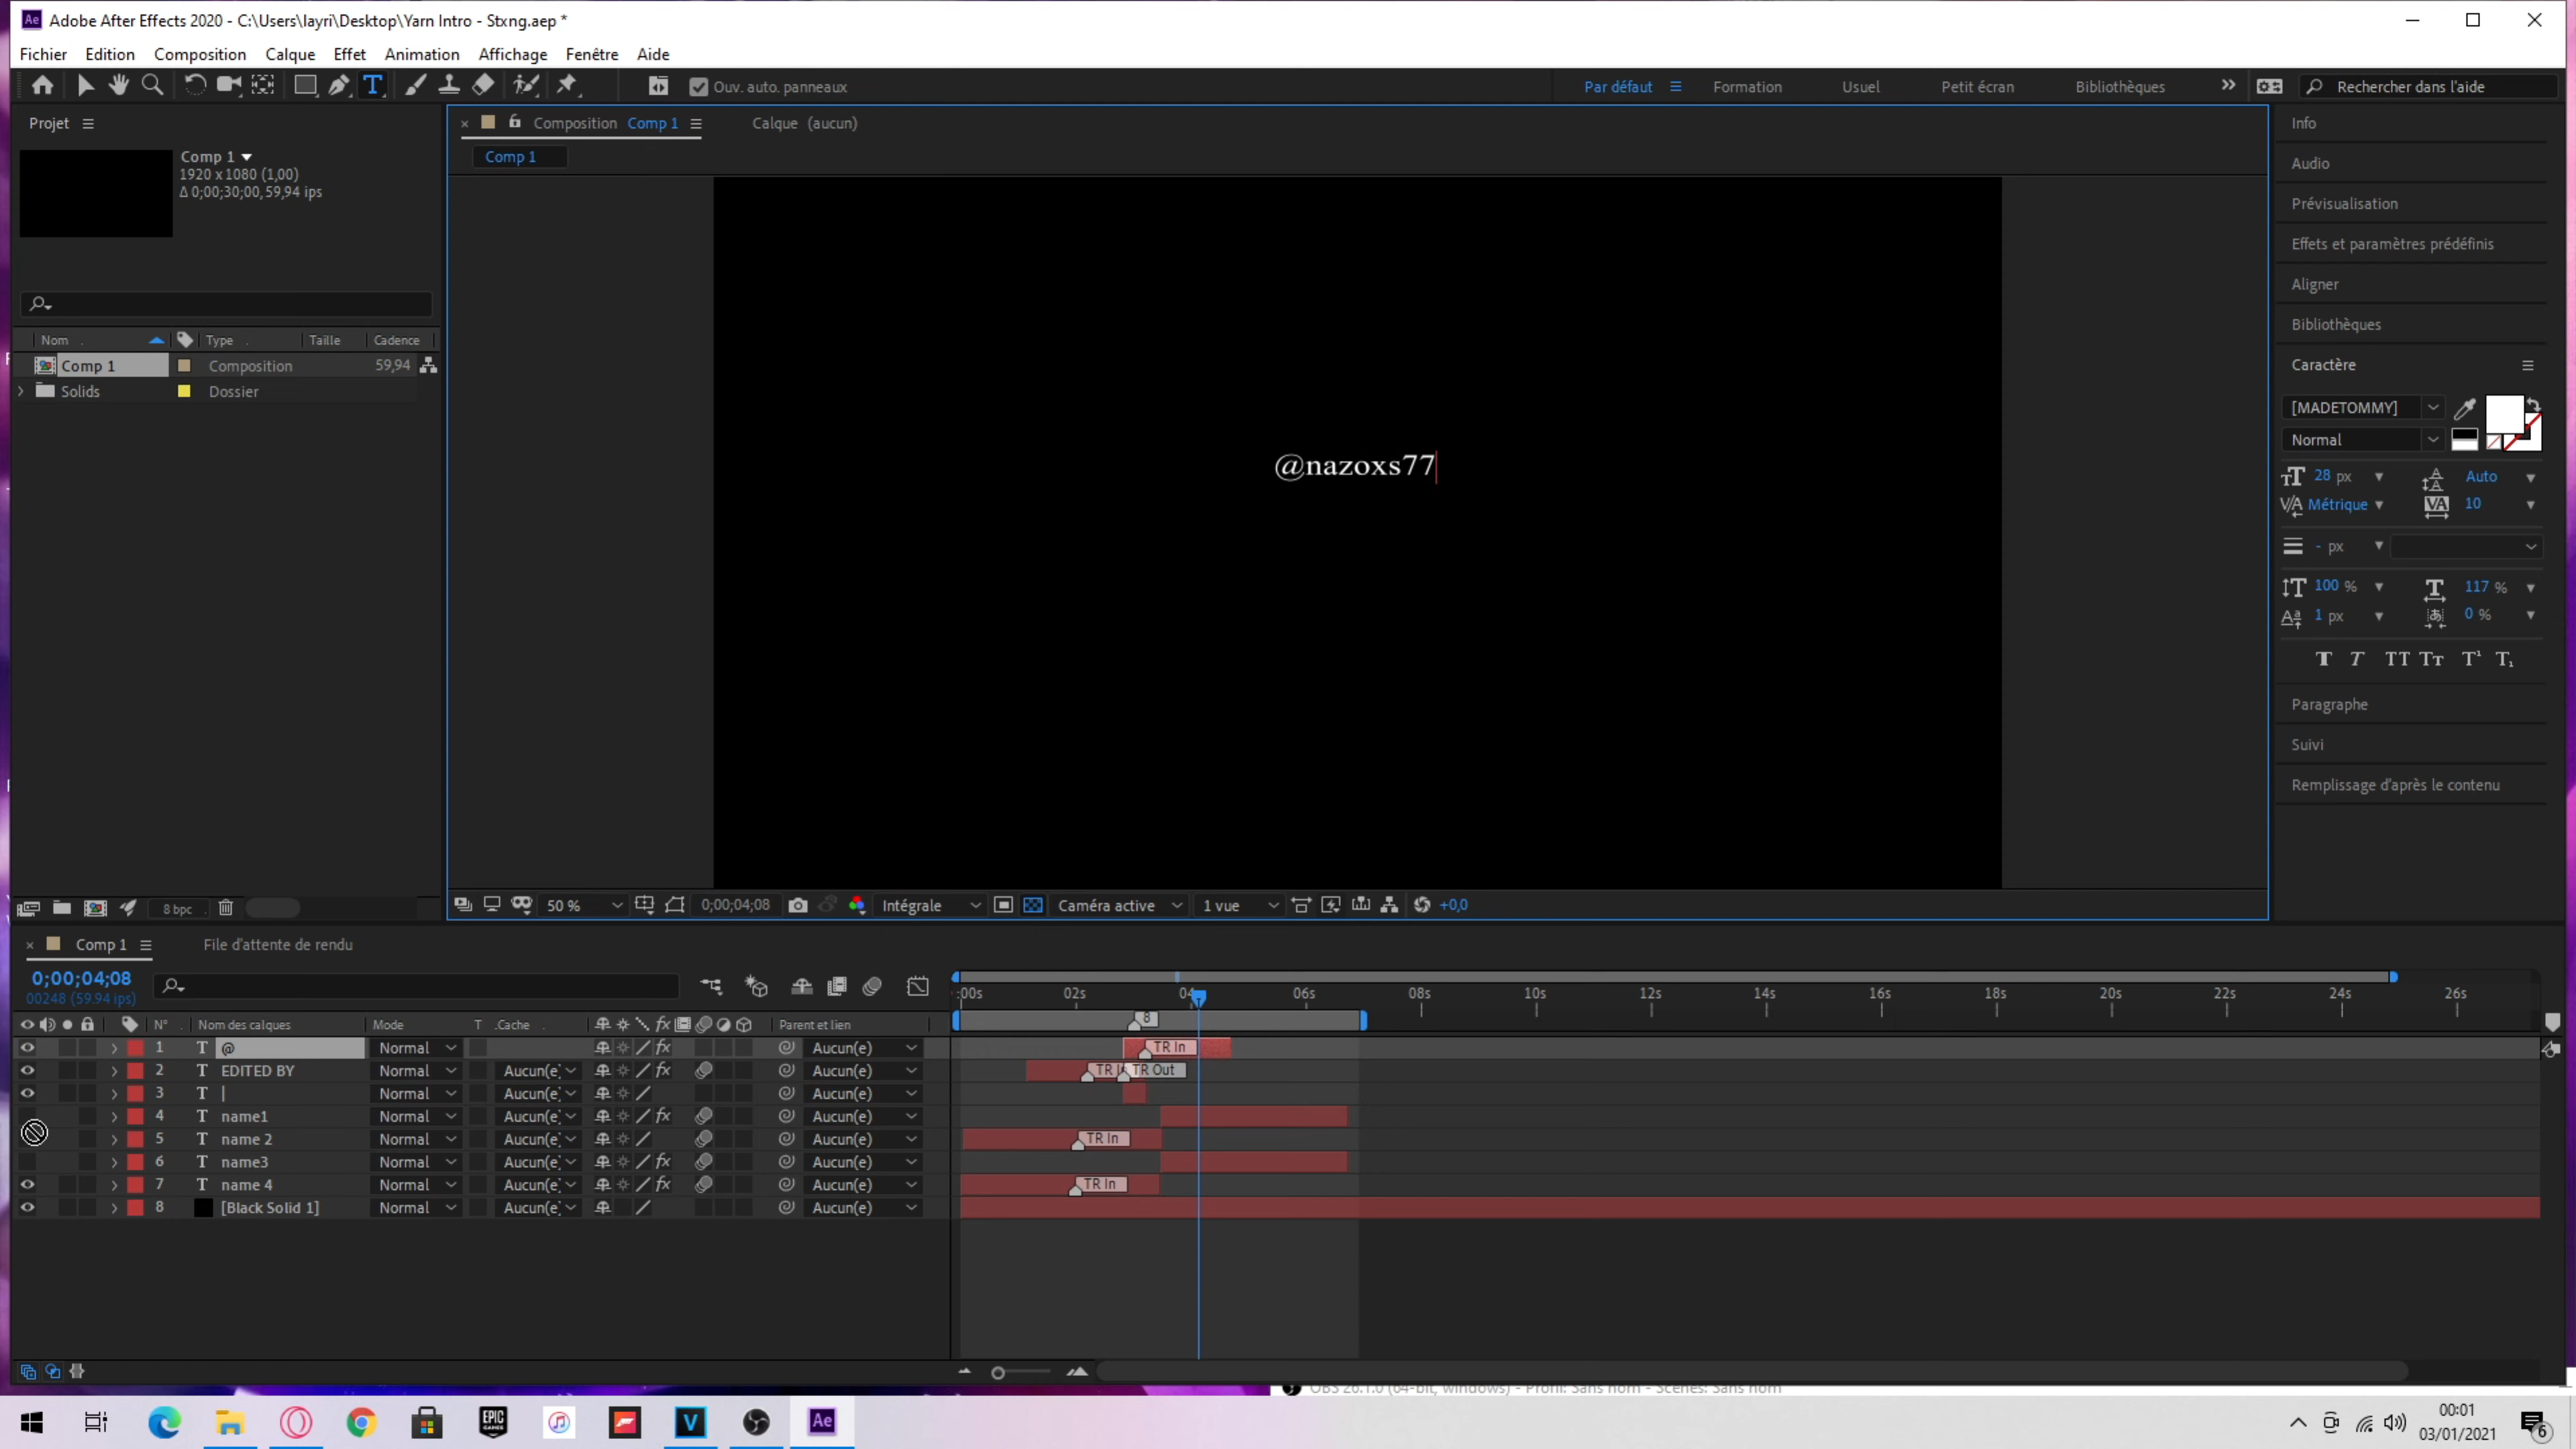 Ae Adobe After Effects 2020 - C:\Users\layri\Desktop\Yarn Intro - Stxng.aep *
Fichier Edition Composition Calque Effet Animation Affichage Fenêtre Aide
Ouv. auto. panneaux Par défaut Formation Usuel Petit écran Bibliothèques Rechercher dans l'aide
Projet
Comp 1
1920 x 1080 (1,00)
Δ 0;00;30;00, 59,94 ips
Nom Type Taille Cadence
Comp 1 Composition 59,94
Solids Dossier
8 bpc
Composition Comp 1 Calque (aucun)
Comp 1
@nazoxs77
50 % 0;00;04;08 Intégrale Caméra active 1 vue +0,0
Info
Audio
Prévisualisation
Effets et paramètres prédéfinis
Aligner
Bibliothèques
Caractère
[MADETOMMY]
Normal
28 px Auto
Métrique 10
- px
100 % 117 %
1 px 0 %
Paragraphe
Suivi
Remplissage d'après le contenu
Comp 1 File d'attente de rendu
0;00;04;08
00248 (59.94 ips)
:00s 02s 04 06s 08s 10s 12s 14s 16s 18s 20s 22s 24s 26s
8
N° Nom des calques Mode T .Cache Parent et lien
1 T @ Normal Aucun(e) TR In
2 T EDITED BY Normal Aucun(e) Aucun(e) TR I TR Out
3 T | Normal Aucun(e) Aucun(e)
4 T name1 Normal Aucun(e) Aucun(e)
5 T name 2 Normal Aucun(e) Aucun(e) TR In
6 T name3 Normal Aucun(e) Aucun(e)
7 T name 4 Normal Aucun(e) Aucun(e) TR In
8 [Black Solid 1] Normal Aucun(e) Aucun(e)
OBS 26.1.0 (64-bit, windows) - Profil: Sans nom - Scènes: Sans nom
EPIC GAMES
V
Ae
00:01
03/01/2021
6